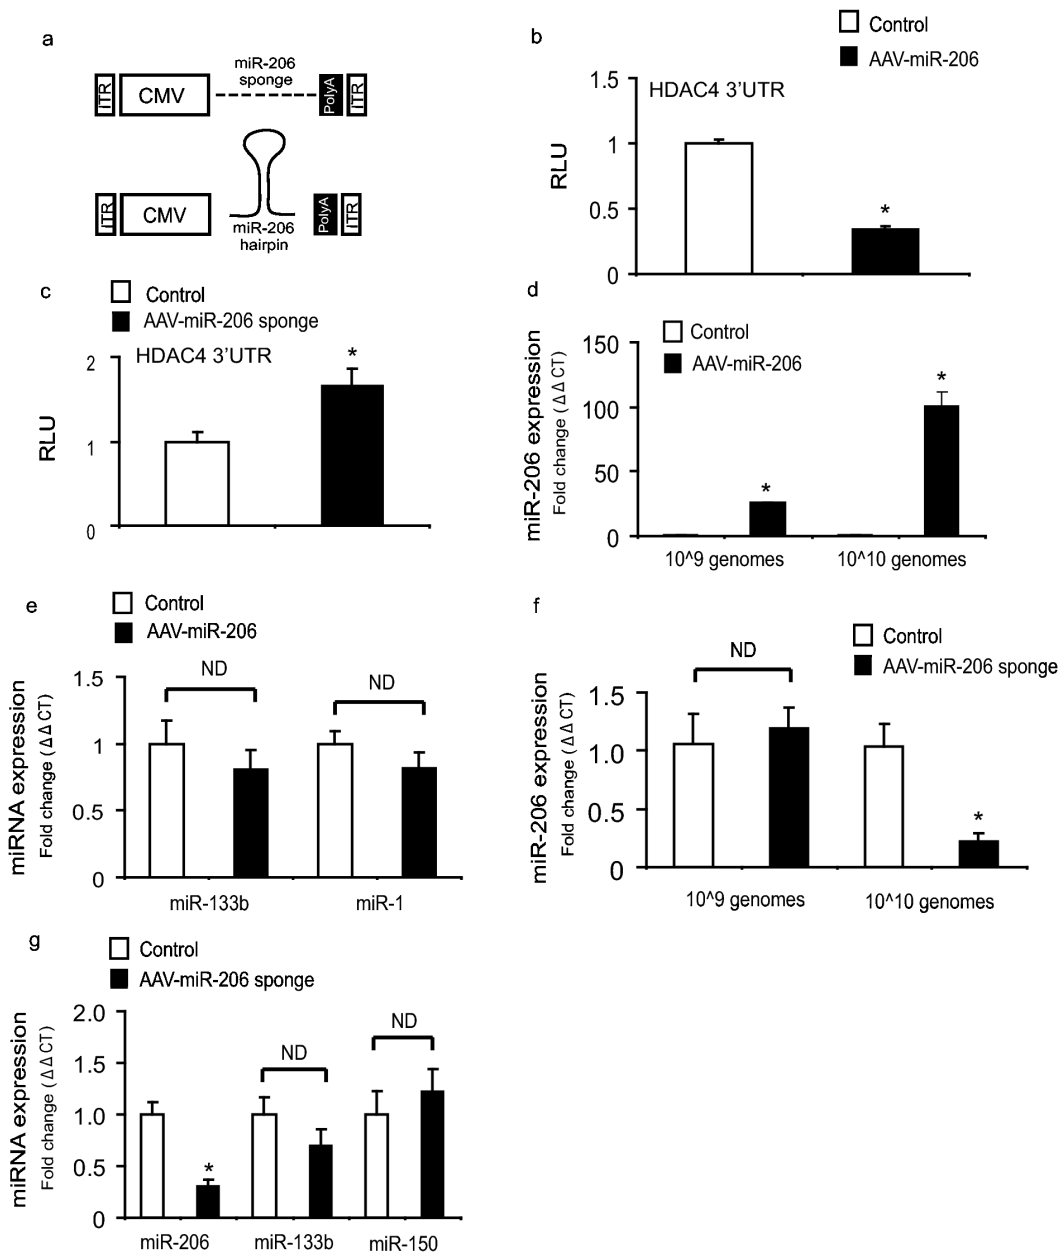 a
miR-206
sponge
iTR
CMV
PolyA
iTR
iTR
CMV
miR-206
hairpin
PolyA
iTR
b
Control
AAV-miR-206
HDAC4 3'UTR
RLU
1.5
1
0.5
0
*
c
Control
AAV-miR-206 sponge
HDAC4 3'UTR
RLU
2
1
0
*
d
Control
AAV-miR-206
miR-206 expression
Fold change (ΔΔCT)
150
100
50
0
*
*
10^9 genomes
10^10 genomes
e
Control
AAV-miR-206
miRNA expression
Fold change (ΔΔCT)
1.5
1
0.5
0
ND
ND
miR-133b
miR-1
f
Control
AAV-miR-206 sponge
miR-206 expression
Fold change (ΔΔCT)
1.5
1.0
0.5
0
ND
*
10^9 genomes
10^10 genomes
g
Control
AAV-miR-206 sponge
miRNA expression
Fold change (ΔΔCT)
2.0
1.5
1.0
0.5
0
*
ND
ND
miR-206
miR-133b
miR-150